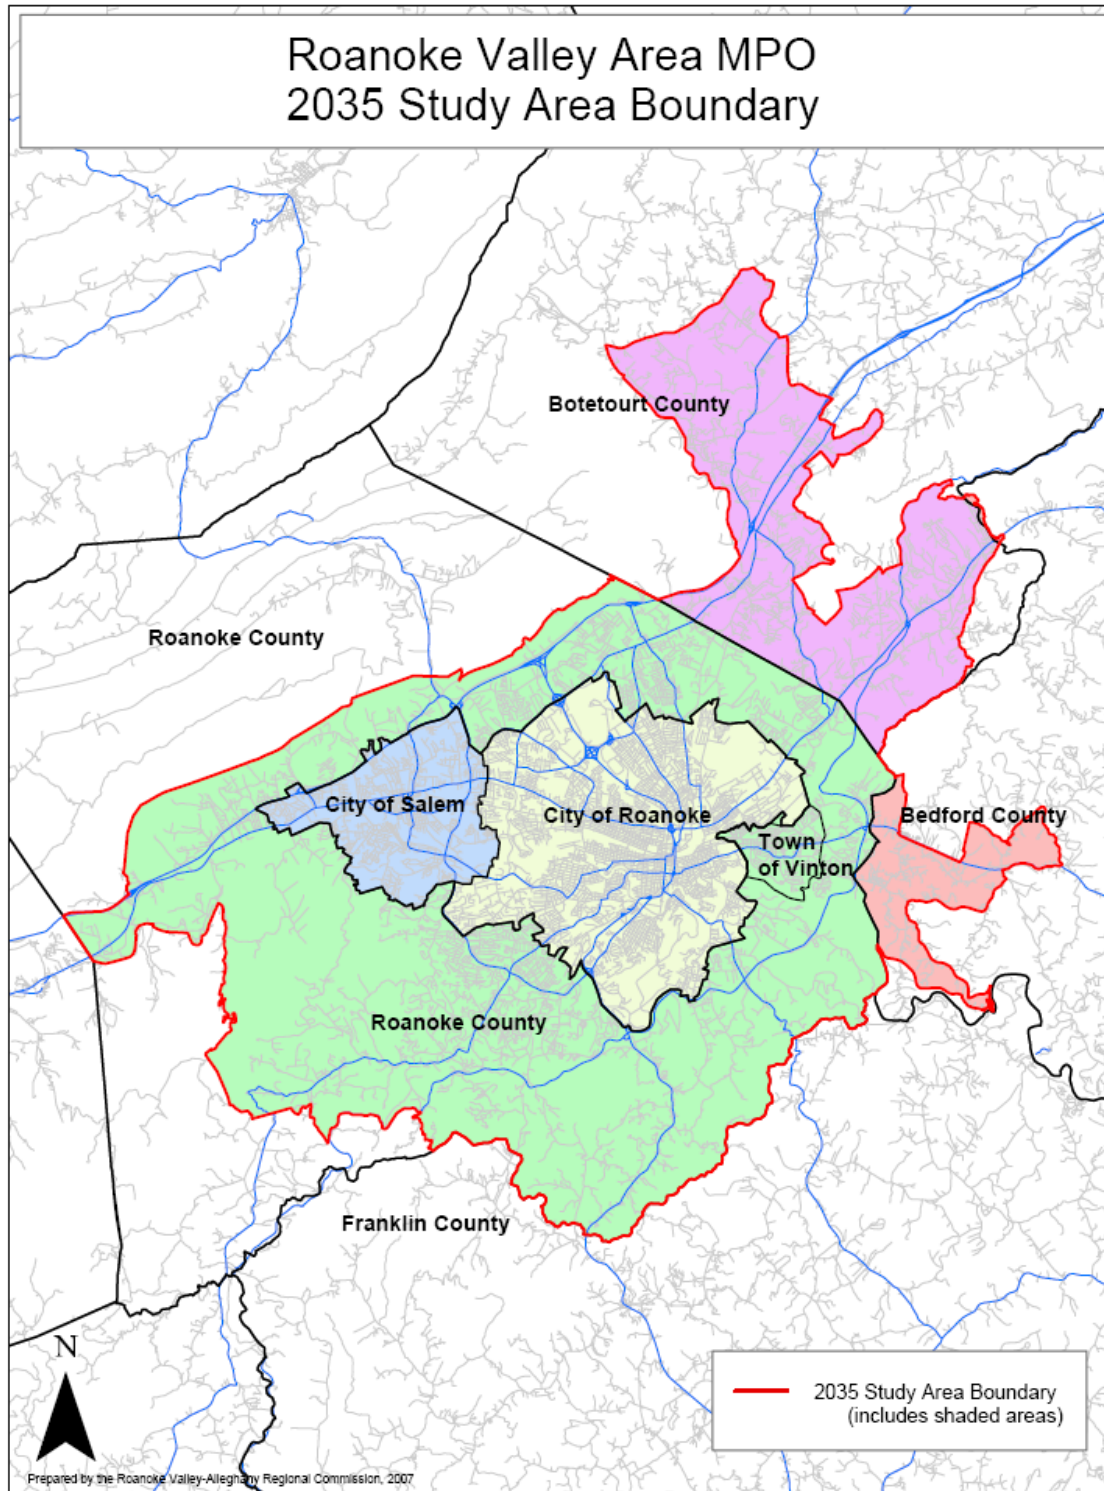 Roanoke Valley Area MPO
2035 Study Area Boundary
Botetourt County
Roanoke County
City of Salem
City of Roanoke
Bedford County
Town
of Vinton
Roanoke County
Franklin County
N
2035 Study Area Boundary
(includes shaded areas)
Prepared by the Roanoke Valley-Alleghany Regional Commission, 2007